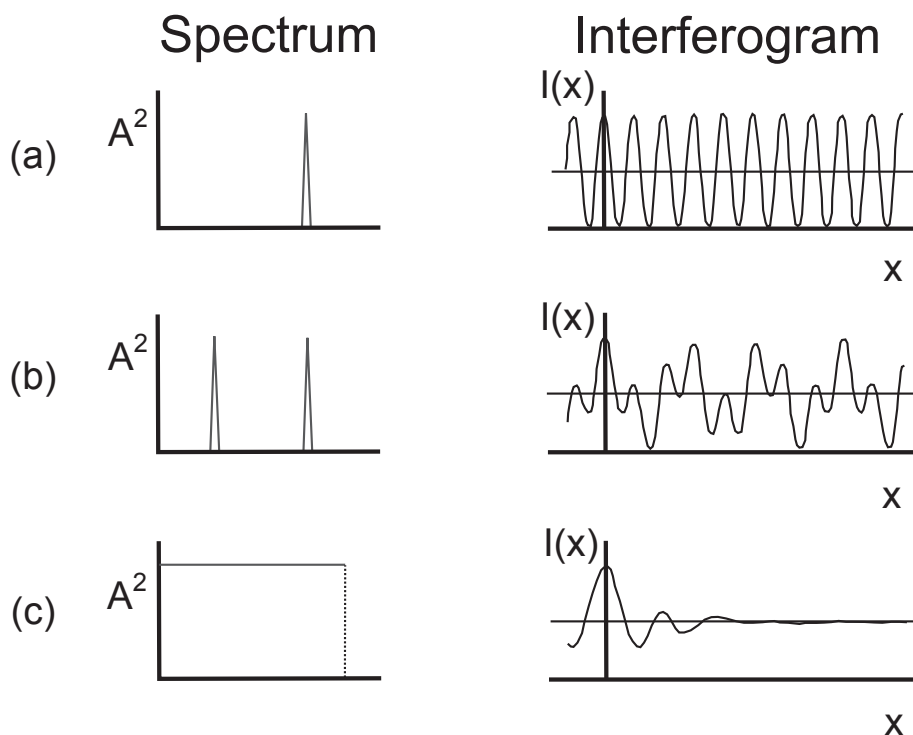 Spectrum Interferogram
(a) A² I(x)
x
(b) A² I(x)
x
(c) A² I(x)
x